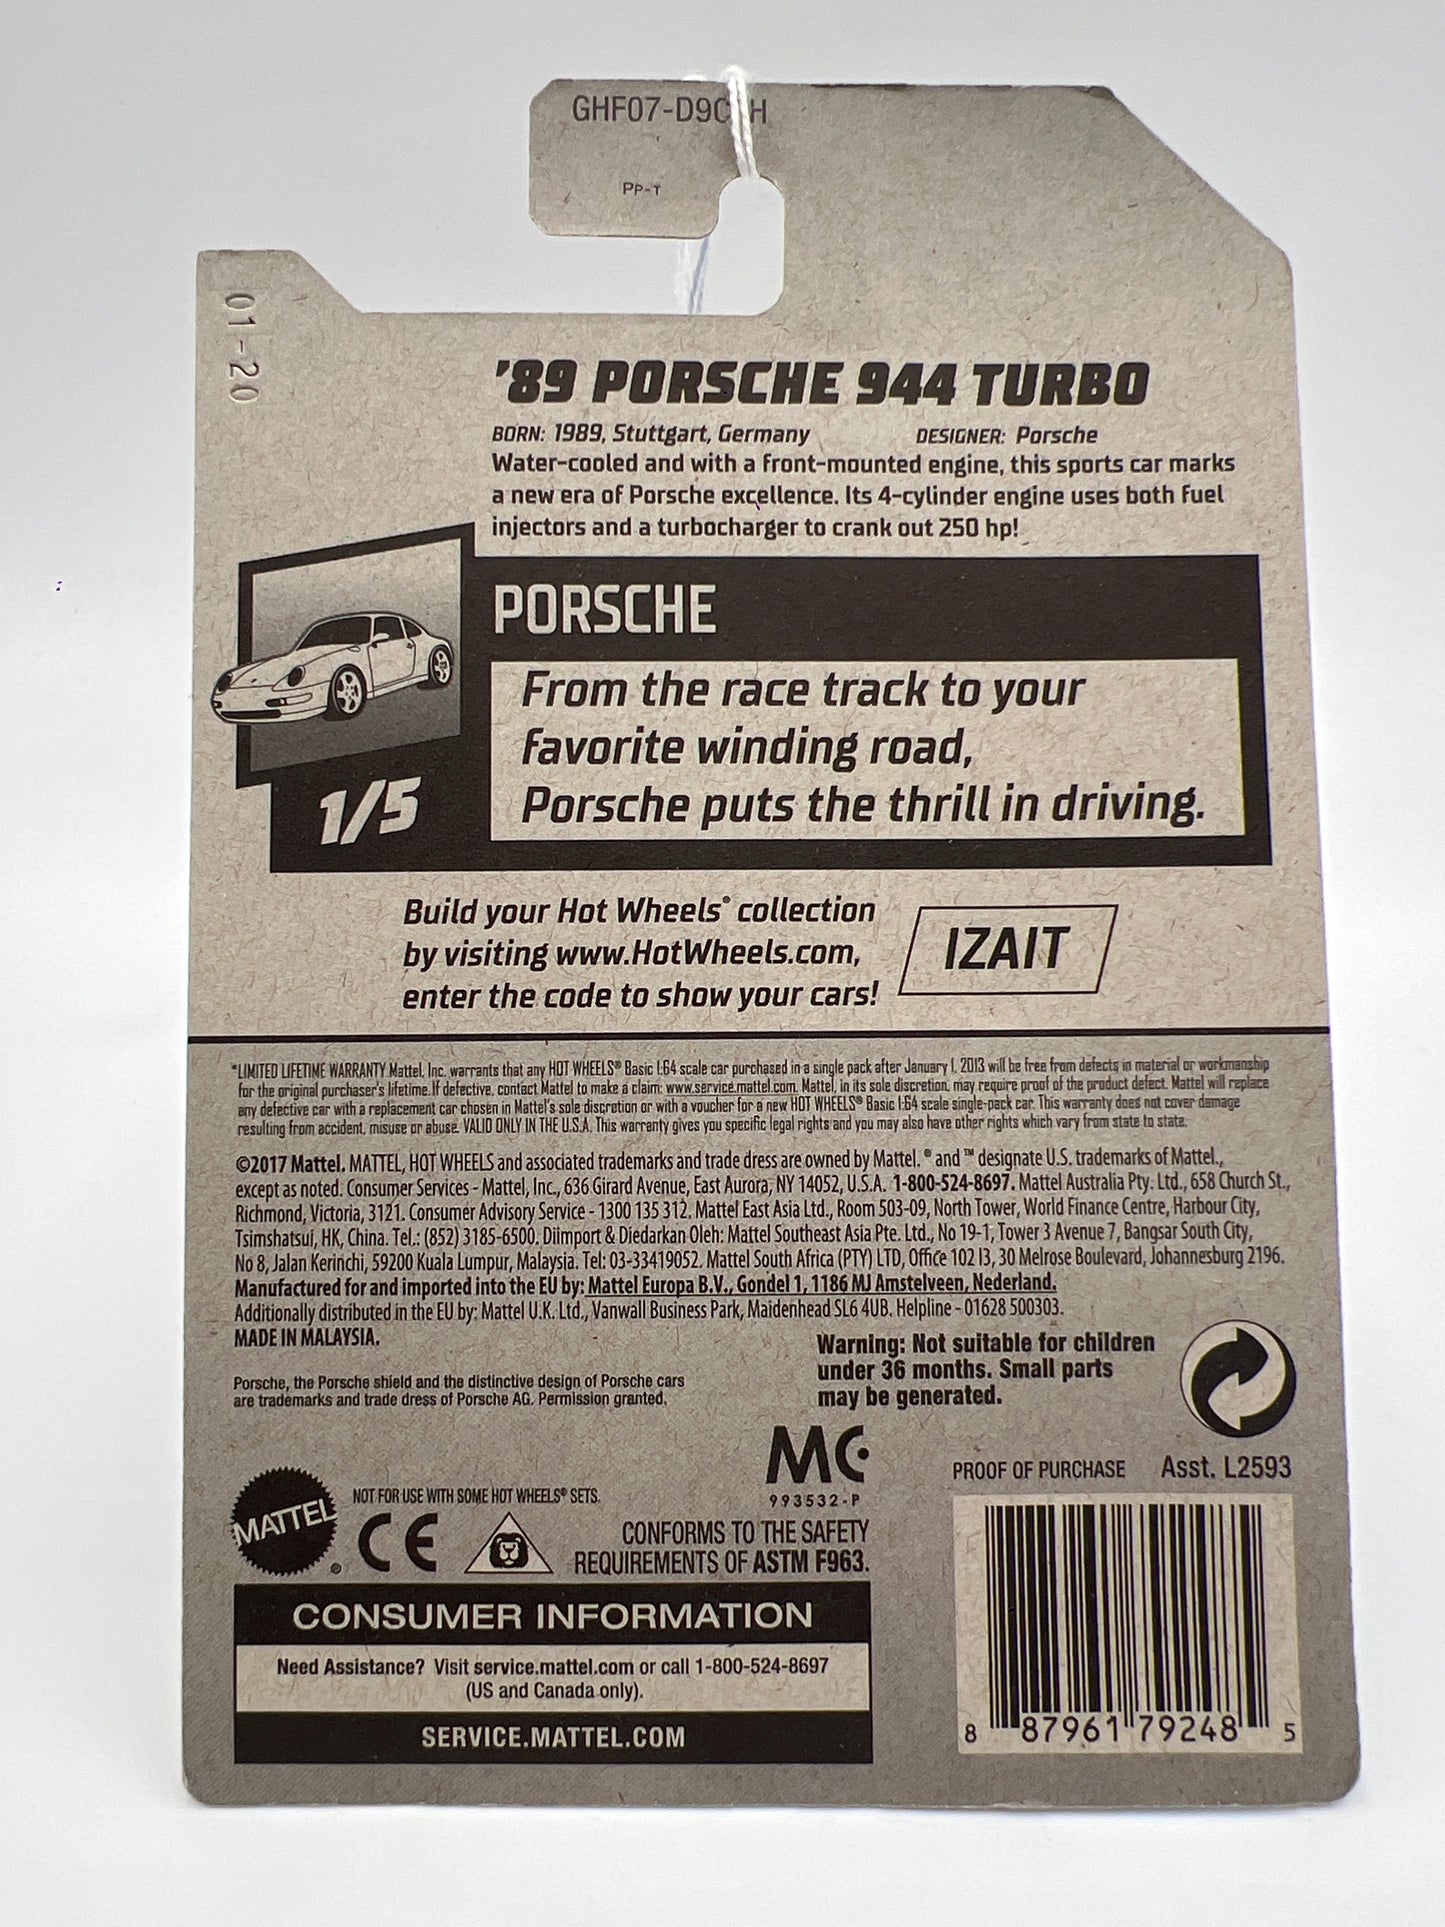 PP-T
01-20
'89 PORSCHE 944 TURBO
BORN: 1989, Stuttgart, Germany DESIGNER: Porsche
Water-cooled and with a front-mounted engine, this sports car marks
a new era of Porsche excellence. Its 4-cylinder engine uses both fuel
injectors and a turbocharger to crank out 250 hp!
PORSCHE
From the race track to your
favorite winding road,
Porsche puts the thrill in driving.
1/5
Build your Hot Wheels® collection
by visiting www.HotWheels.com,
enter the code to show your cars!
IZAIT
*LIMITED LIFETIME WARRANTY Mattel, Inc. warrants that any HOT WHEELS® Basic 1:64 scale car purchased in a single pack after January 1, 2013 will be free from defects in material or workmanship
for the original purchaser's lifetime. If defective, contact Mattel to make a claim: www.service.mattel.com. Mattel, in its sole discretion, may require proof of the product defect. Mattel will replace
any defective car with a replacement car chosen in Mattel's sole discretion or with a voucher for a new HOT WHEELS® Basic 1:64 scale single-pack car. This warranty does not cover damage
resulting from accident, misuse or abuse. VALID ONLY IN THE U.S.A. This warranty gives you specific legal rights and you may also have other rights which vary from state to state.
©2017 Mattel. MATTEL, HOT WHEELS and associated trademarks and trade dress are owned by Mattel. ® and ™ designate U.S. trademarks of Mattel.,
except as noted. Consumer Services - Mattel, Inc., 636 Girard Avenue, East Aurora, NY 14052, U.S.A. 1-800-524-8697. Mattel Australia Pty. Ltd., 658 Church St.,
Richmond, Victoria, 3121. Consumer Advisory Service - 1300 135 312. Mattel East Asia Ltd., Room 503-09, North Tower, World Finance Centre, Harbour City,
Tsimshatsui, HK, China. Tel.: (852) 3185-6500. Diimport & Diedarkan Oleh: Mattel Southeast Asia Pte. Ltd., No 19-1, Tower 3 Avenue 7, Bangsar South City,
No 8, Jalan Kerinchi, 59200 Kuala Lumpur, Malaysia. Tel: 03-33419052. Mattel South Africa (PTY) LTD, Office 102 I3, 30 Melrose Boulevard, Johannesburg 2196.
Manufactured for and imported into the EU by: Mattel Europa B.V., Gondel 1, 1186 MJ Amstelveen, Nederland.
Additionally distributed in the EU by: Mattel U.K. Ltd., Vanwall Business Park, Maidenhead SL6 4UB. Helpline - 01628 500303.
MADE IN MALAYSIA.
Warning: Not suitable for children
under 36 months. Small parts
may be generated.
Porsche, the Porsche shield and the distinctive design of Porsche cars
are trademarks and trade dress of Porsche AG. Permission granted.
MC
993532-P
PROOF OF PURCHASE Asst. L2593
MATTEL
NOT FOR USE WITH SOME HOT WHEELS® SETS.
CE
CONFORMS TO THE SAFETY
REQUIREMENTS OF ASTM F963.
CONSUMER INFORMATION
Need Assistance? Visit service.mattel.com or call 1-800-524-8697
(US and Canada only).
SERVICE.MATTEL.COM
8 87961 79248 5